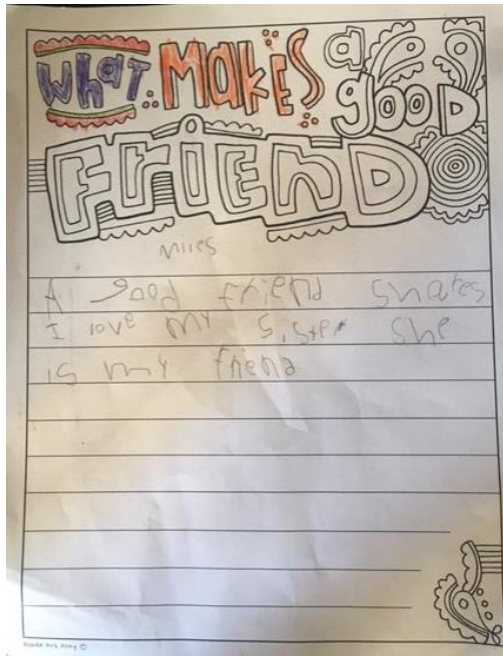 What Makes a
good
Friend
Miles
A good friend shares
I love my sister she
is my friend